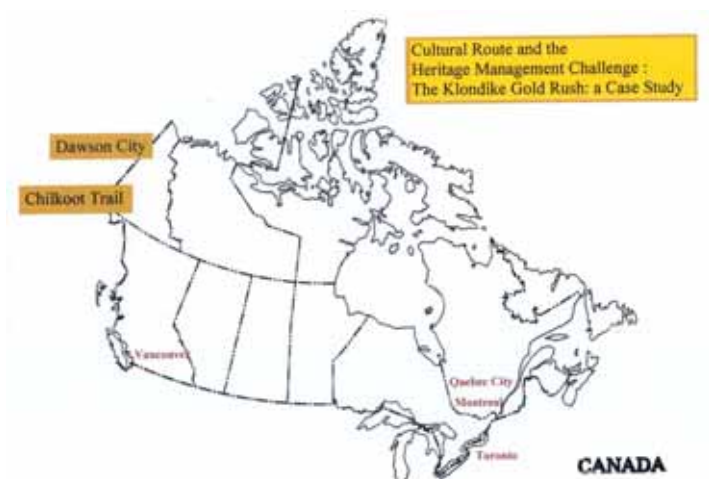 Cultural Route and the
Heritage Management Challenge :
The Klondike Gold Rush: a Case Study
Dawson City
Chilkoot Trail
Vancouver
Quebec City
Montreal
Toronto
CANADA